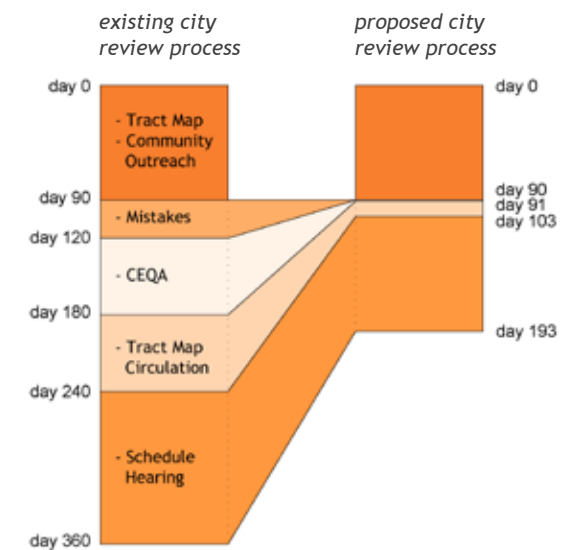 existing city
review process
proposed city
review process
day 0
- Tract Map
- Community
Outreach
day 90
- Mistakes
day 120
- CEQA
day 180
- Tract Map
Circulation
day 240
- Schedule
Hearing
day 360
day 0
day 90
day 91
day 103
day 193